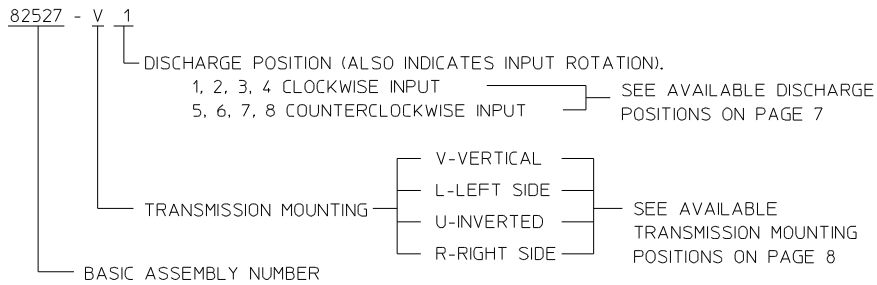 82527 - V 1
DISCHARGE POSITION (ALSO INDICATES INPUT ROTATION).
1, 2, 3, 4 CLOCKWISE INPUT
5, 6, 7, 8 COUNTERCLOCKWISE INPUT
SEE AVAILABLE DISCHARGE
POSITIONS ON PAGE 7
TRANSMISSION MOUNTING
V-VERTICAL
L-LEFT SIDE
U-INVERTED
R-RIGHT SIDE
SEE AVAILABLE
TRANSMISSION MOUNTING
POSITIONS ON PAGE 8
BASIC ASSEMBLY NUMBER